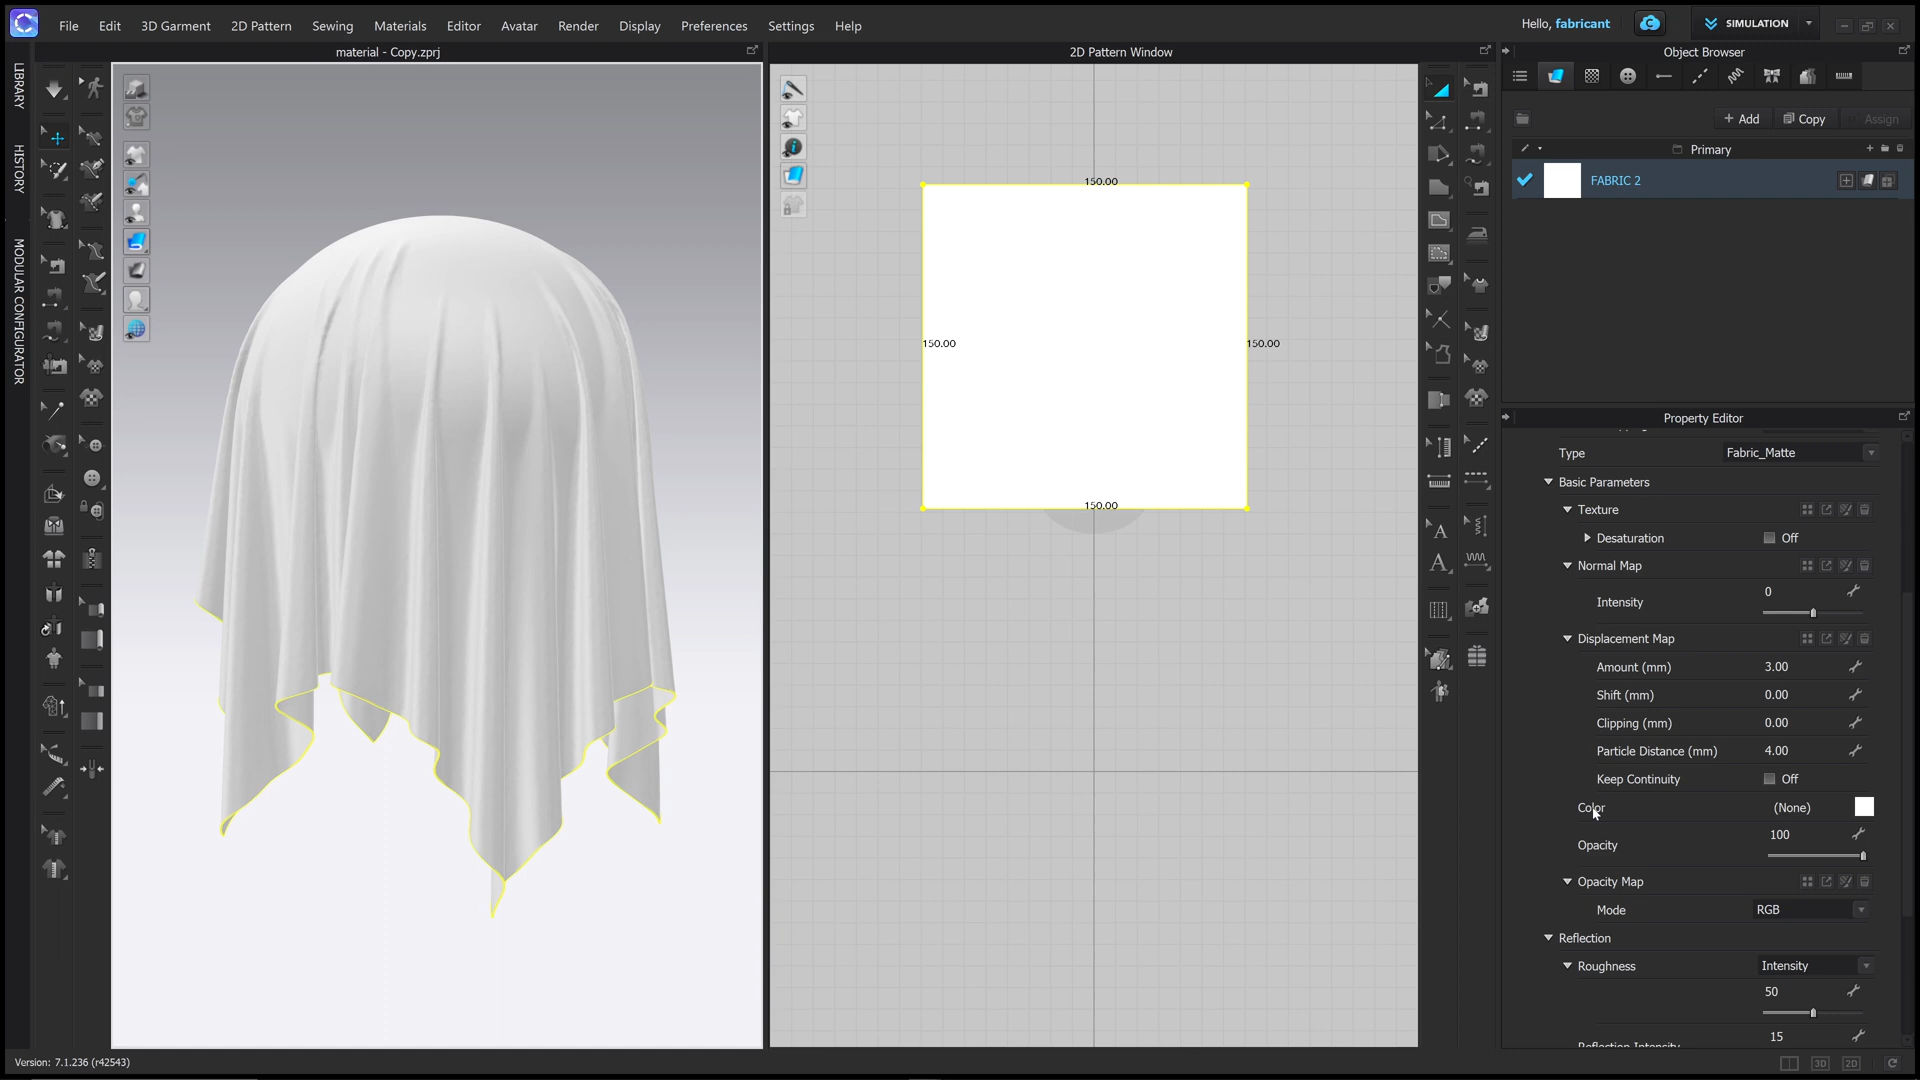 File Edit 3D Garment 2D Pattern Sewing Materials Editor Avatar Render Display Preferences Settings Help
Hello, fabricant
SIMULATION
material - Copy.zprj
2D Pattern Window
Object Browser
LIBRARY
HISTORY
MODULAR CONFIGURATOR
150.00
150.00
150.00
150.00
A
A
+ Add
Copy
Assign
Primary
FABRIC 2
Property Editor
Type Fabric_Matte
Basic Parameters
Texture
Desaturation Off
Normal Map
Intensity 0
Displacement Map
Amount (mm) 3.00
Shift (mm) 0.00
Clipping (mm) 0.00
Particle Distance (mm) 4.00
Keep Continuity Off
Color (None)
Opacity 100
Opacity Map
Mode RGB
Reflection
Roughness Intensity
50
Reflection Intensity 15
Version: 7.1.236 (r42543)
3D 2D